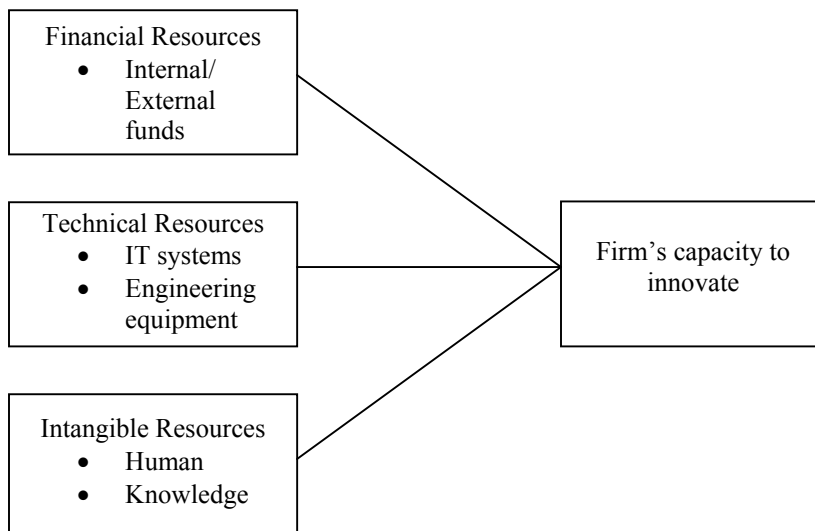 Financial Resources
• Internal/
External
funds
Technical Resources
• IT systems
• Engineering
equipment
Firm’s capacity to
innovate
Intangible Resources
• Human
• Knowledge